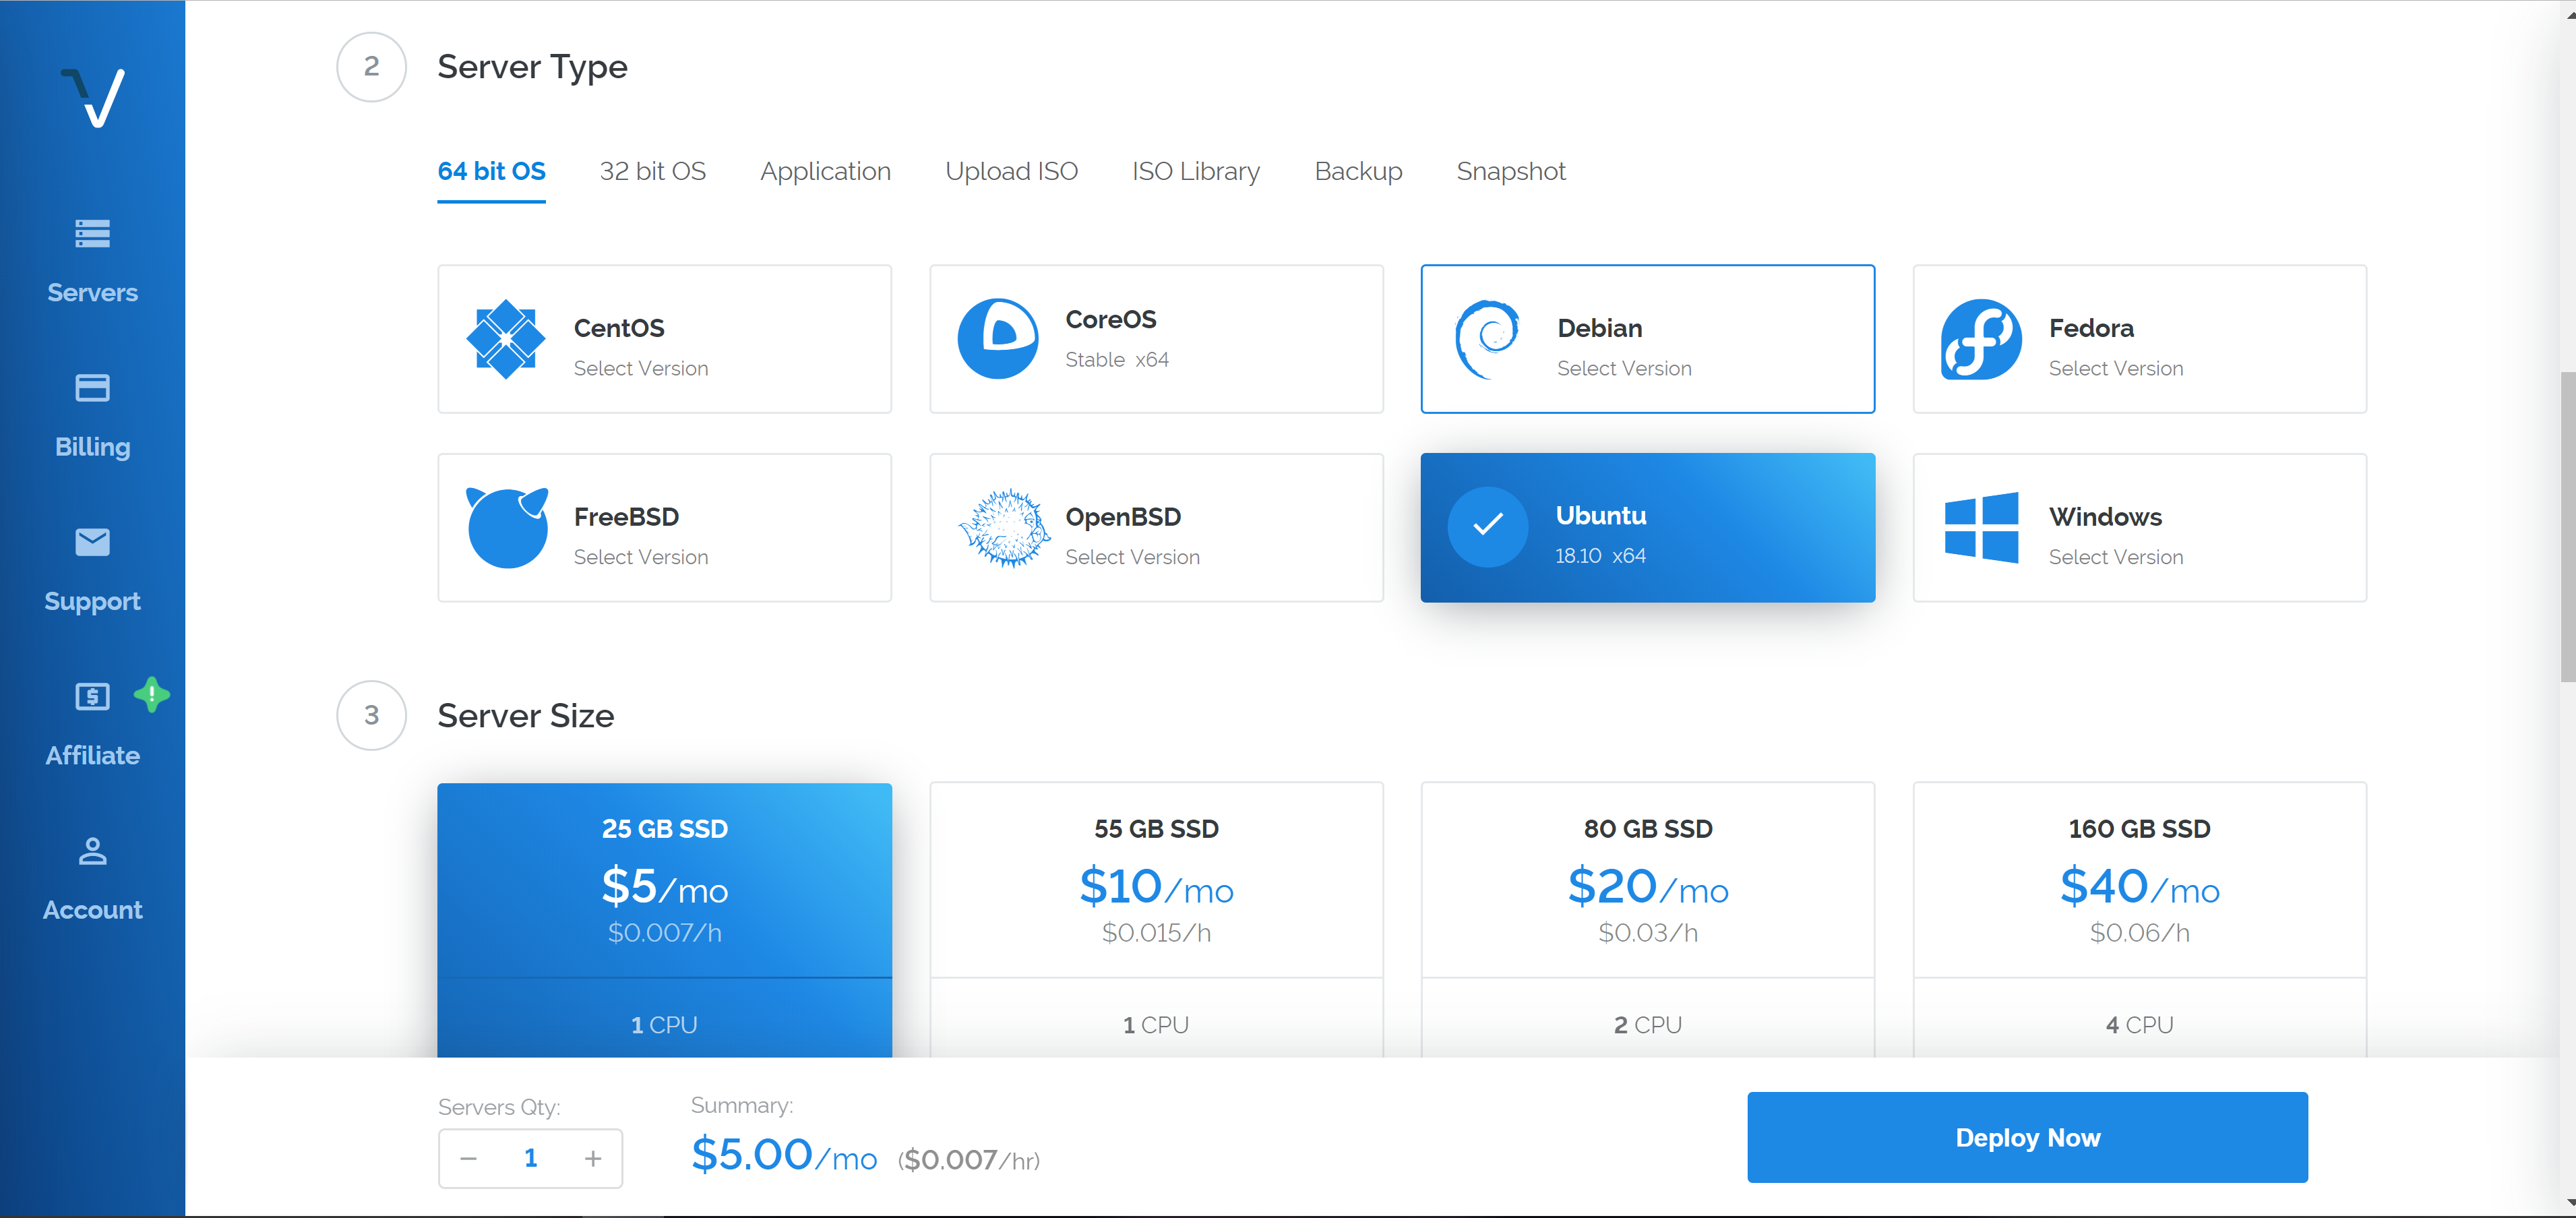 2 Server Type
64 bit OS 32 bit OS Application Upload ISO ISO Library Backup Snapshot
Servers
Billing
Support
Affiliate
Account
CentOS
Select Version
CoreOS
Stable x64
Debian
Select Version
Fedora
Select Version
FreeBSD
Select Version
OpenBSD
Select Version
Ubuntu
18.10 x64
Windows
Select Version
3 Server Size
25 GB SSD
$5/mo
$0.007/h
1 CPU
55 GB SSD
$10/mo
$0.015/h
1 CPU
80 GB SSD
$20/mo
$0.03/h
2 CPU
160 GB SSD
$40/mo
$0.06/h
4 CPU
Servers Qty:
− 1 +
Summary:
$5.00/mo ($0.007/hr)
Deploy Now